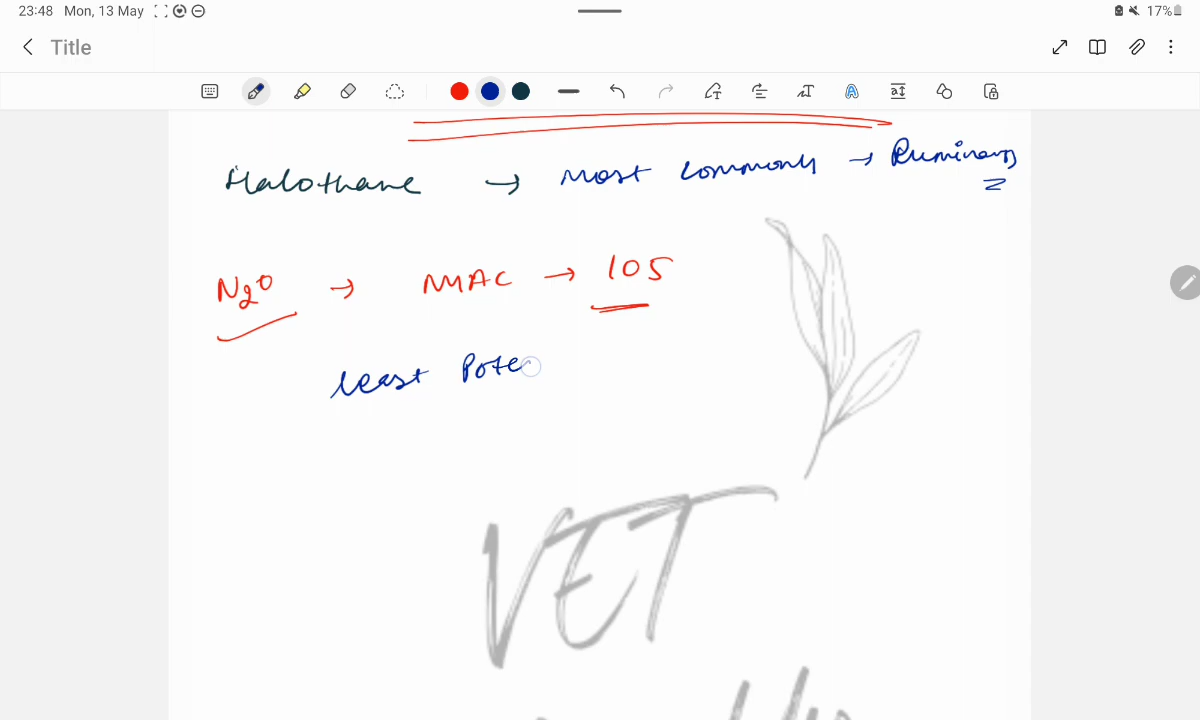 23:48 Mon, 13 May 17%
Title
Halothane → Most commonly → Ruminants
N2O → MAC → 105
least Pote
VET